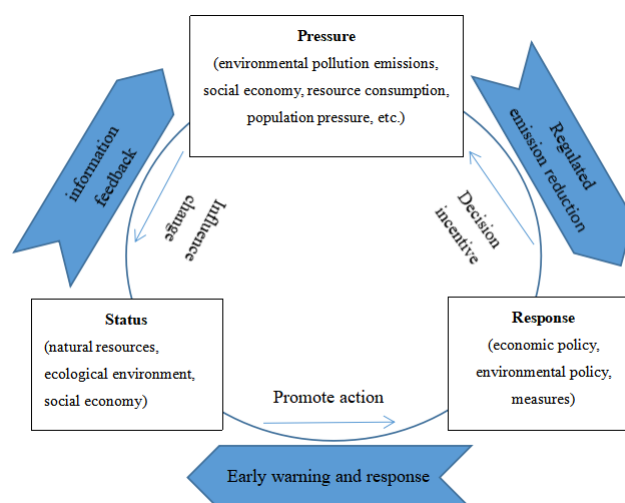 Pressure
(environmental pollution emissions,
social economy, resource consumption,
population pressure, etc.)
information
feedback
Regulated
emission reduction
Influence
change
Decision
incentive
Status
(natural resources,
ecological environment,
social economy)
Response
(economic policy,
environmental policy,
measures)
Promote action
Early warning and response